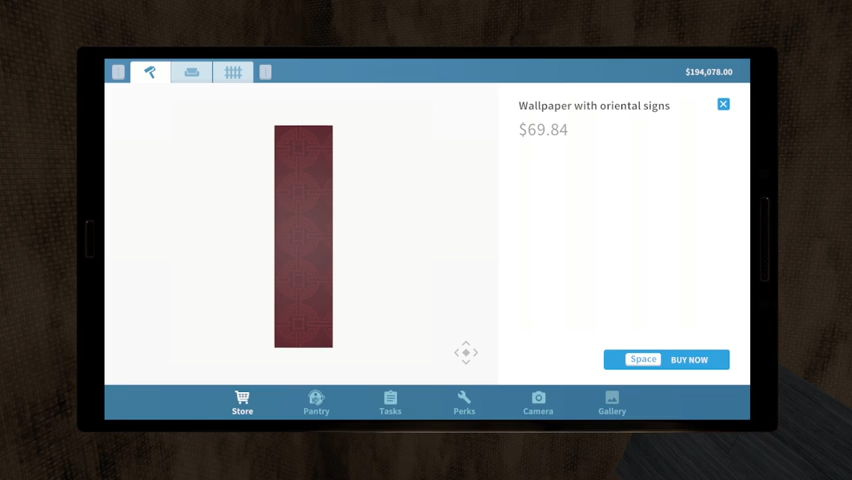 $194,078.00
Wallpaper with oriental signs
$69.84
Space BUY NOW
Store Pantry Tasks Perks Camera Gallery